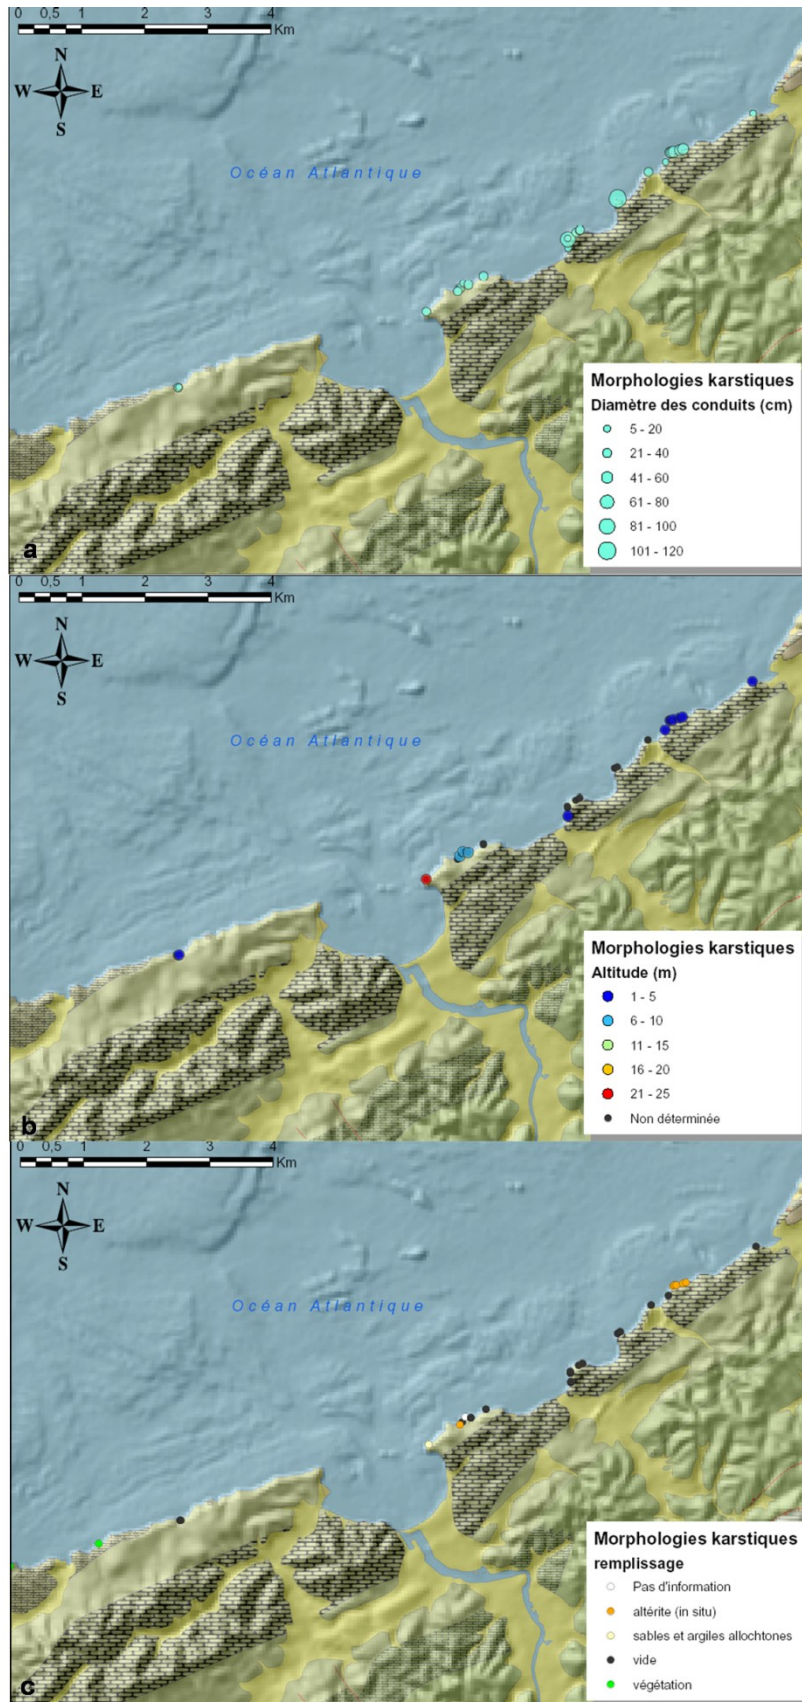 0 0,5 1 2 3 4
Km
N
W E
S
Océan Atlantique
Morphologies karstiques
Diamètre des conduits (cm)
5 - 20
21 - 40
41 - 60
61 - 80
81 - 100
101 - 120
a
0 0,5 1 2 3 4
Km
N
W E
S
Océan Atlantique
Morphologies karstiques
Altitude (m)
1 - 5
6 - 10
11 - 15
16 - 20
21 - 25
Non déterminée
b
0 0,5 1 2 3 4
Km
N
W E
S
Océan Atlantique
Morphologies karstiques
remplissage
Pas d'information
altérite (in situ)
sables et argiles allochtones
vide
végétation
c